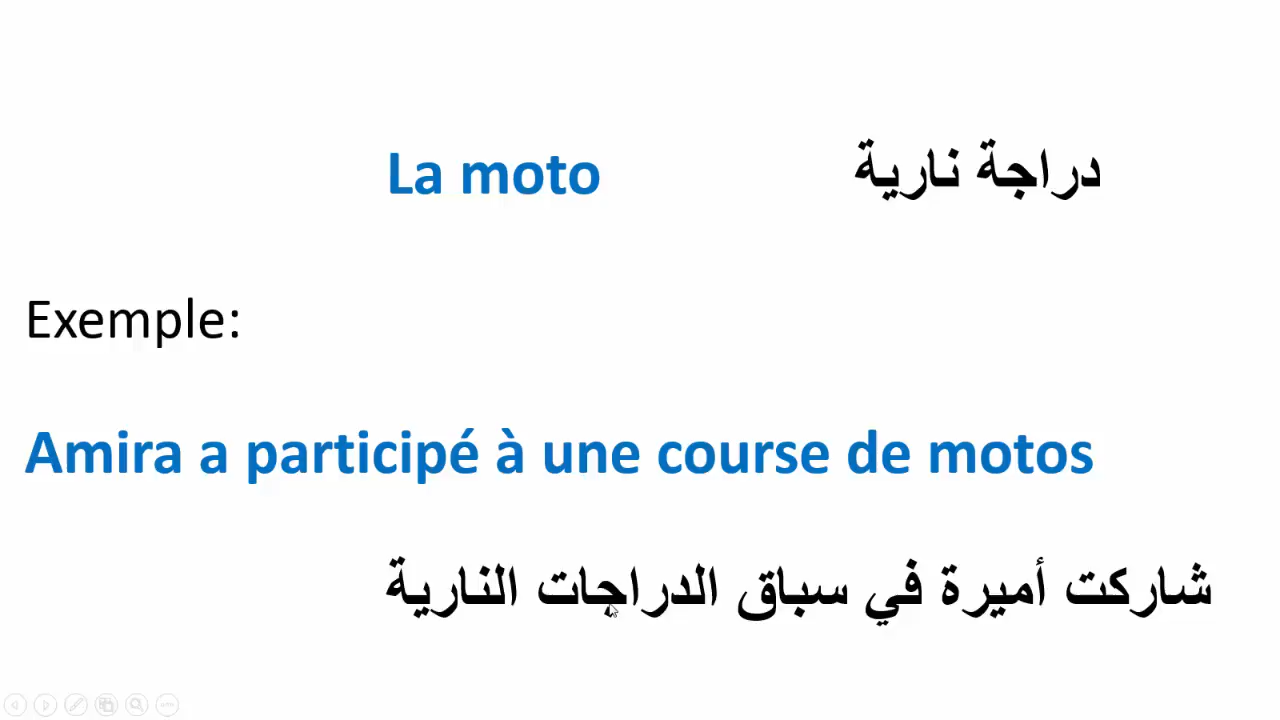 La moto دراجة نارية
Exemple:
Amira a participé à une course de motos
شاركت أميرة في سباق الدراجات النارية